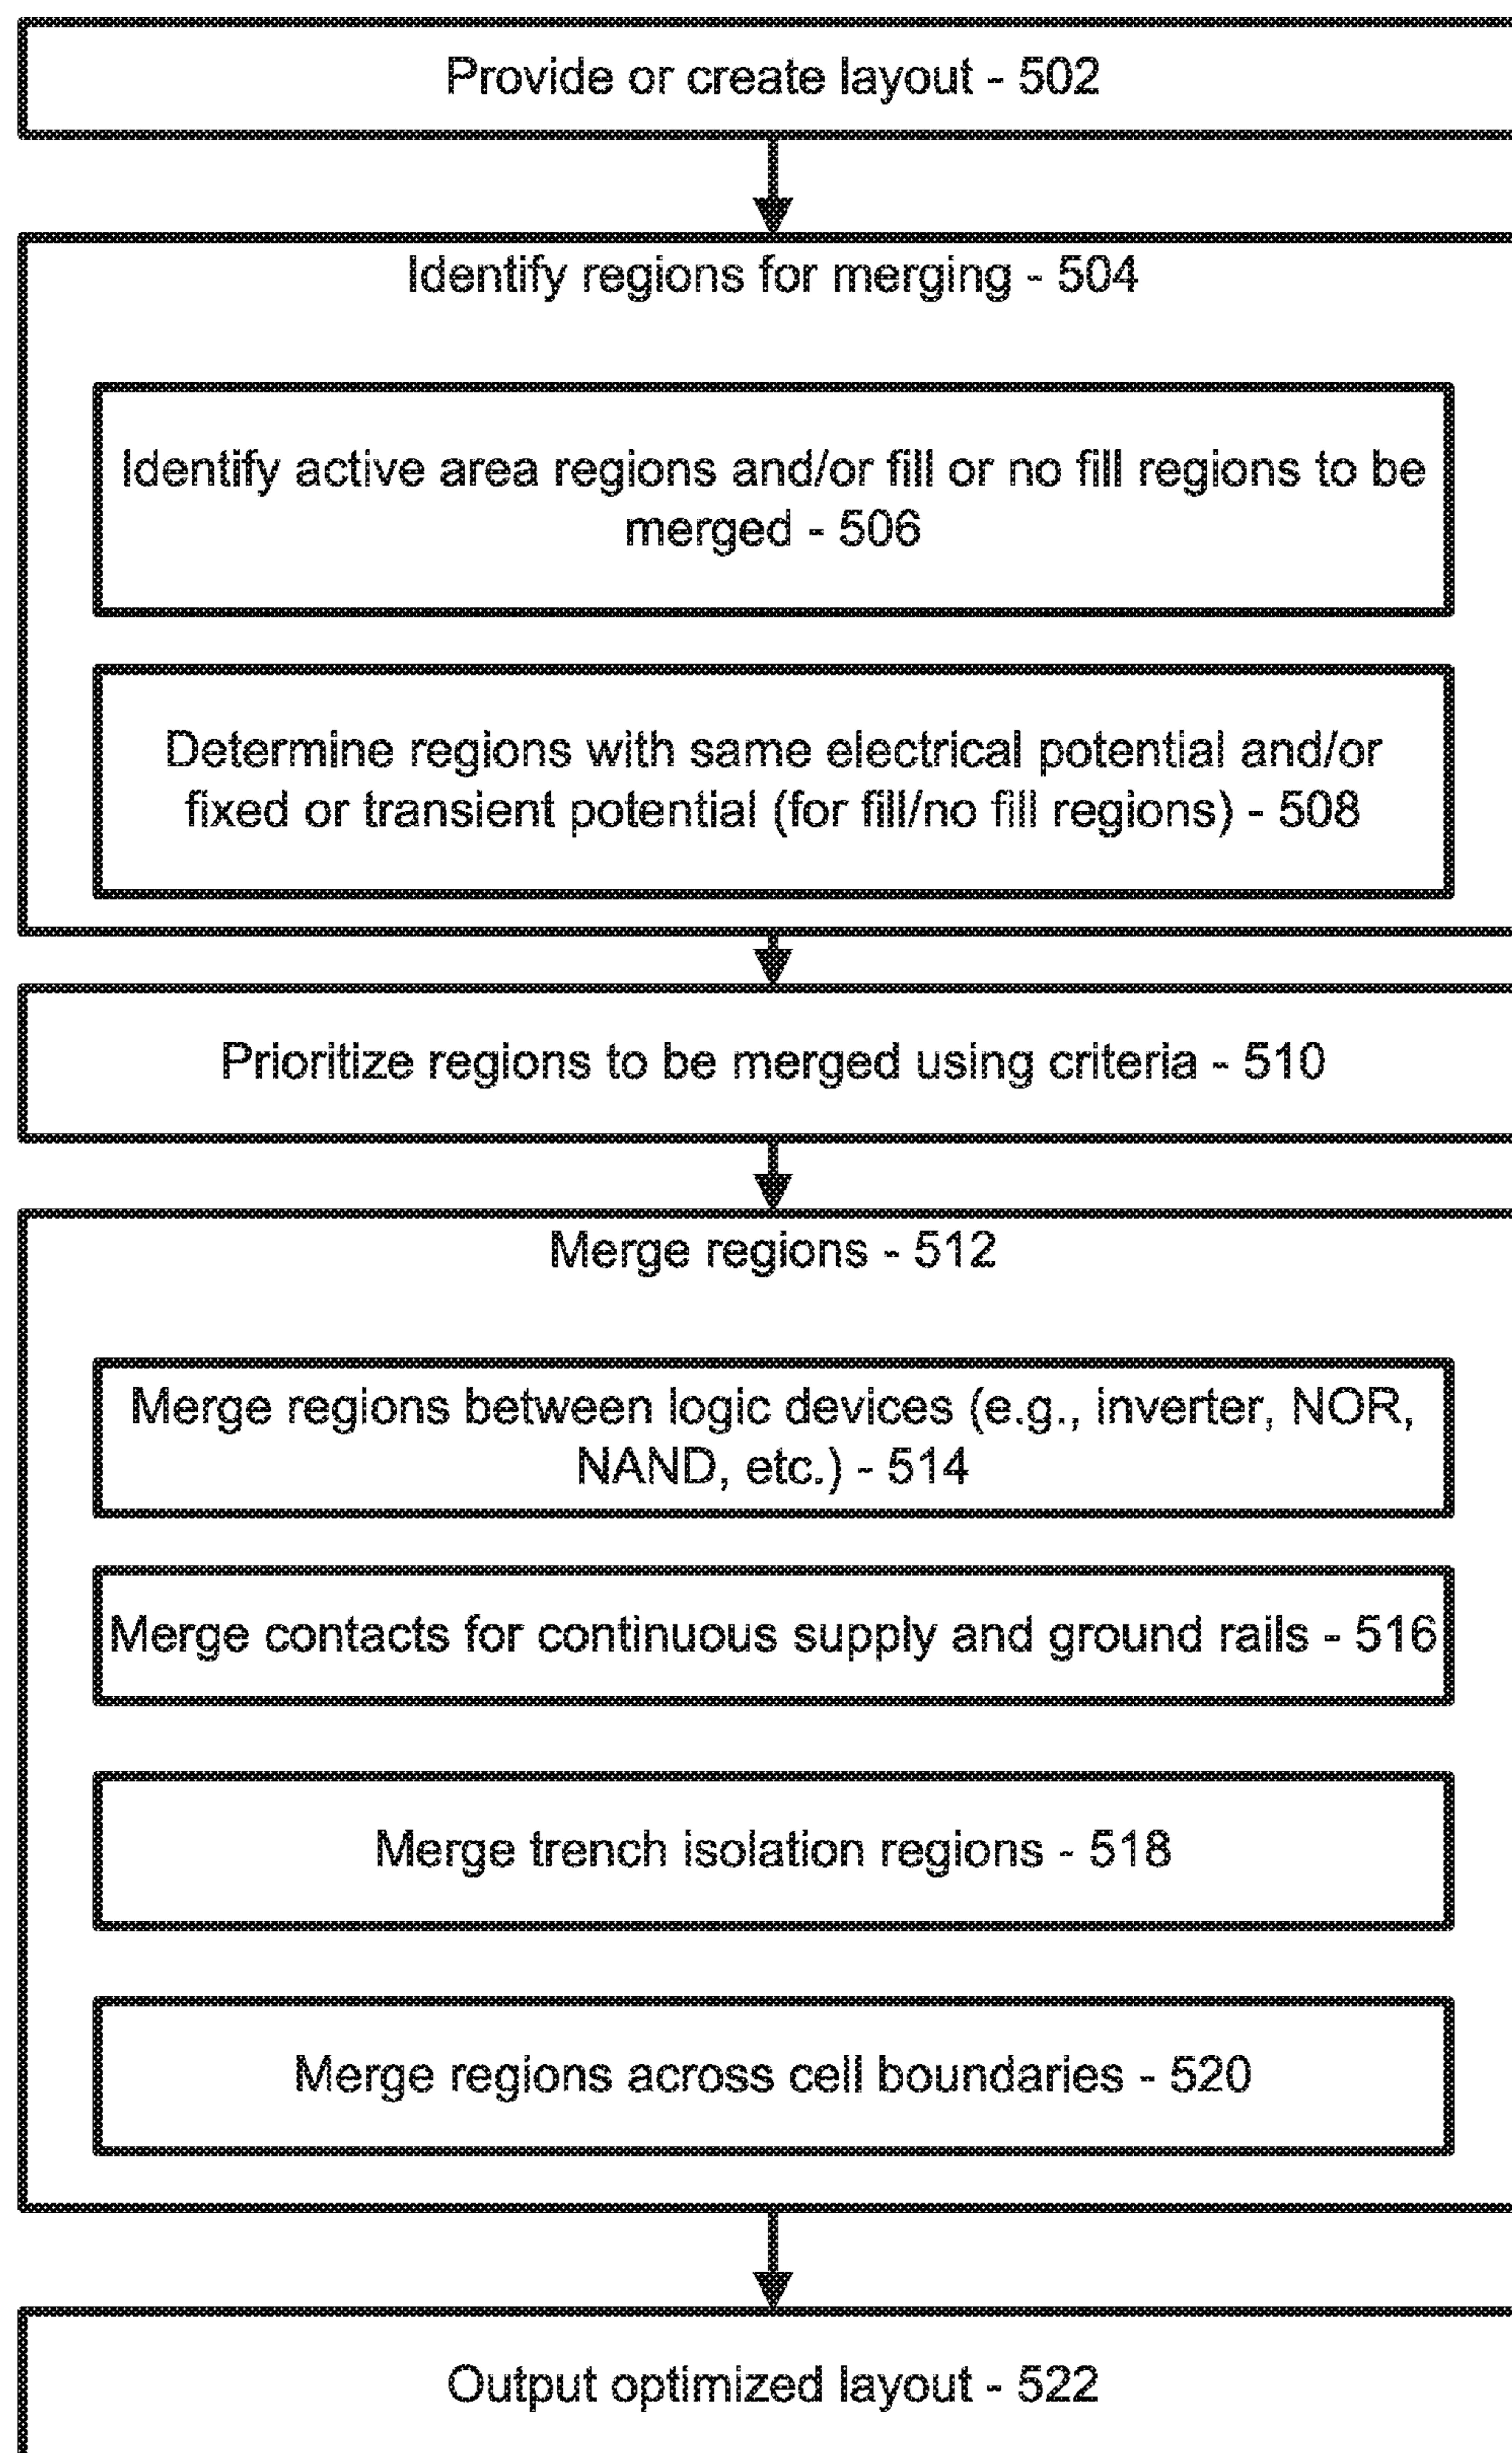 Provide or create layout - 502
Identify regions for merging - 504
Identify active area regions and/or fill or no fill regions to be
merged - 506
Determine regions with same electrical potential and/or
fixed or transient potential (for fill/no fill regions) - 508
Prioritize regions to be merged using criteria - 510
Merge regions - 512
Merge regions between logic devices (e.g., inverter, NOR,
NAND, etc.) - 514
Merge contacts for continuous supply and ground rails - 516
Merge trench isolation regions - 518
Merge regions across cell boundaries - 520
Output optimized layout - 522